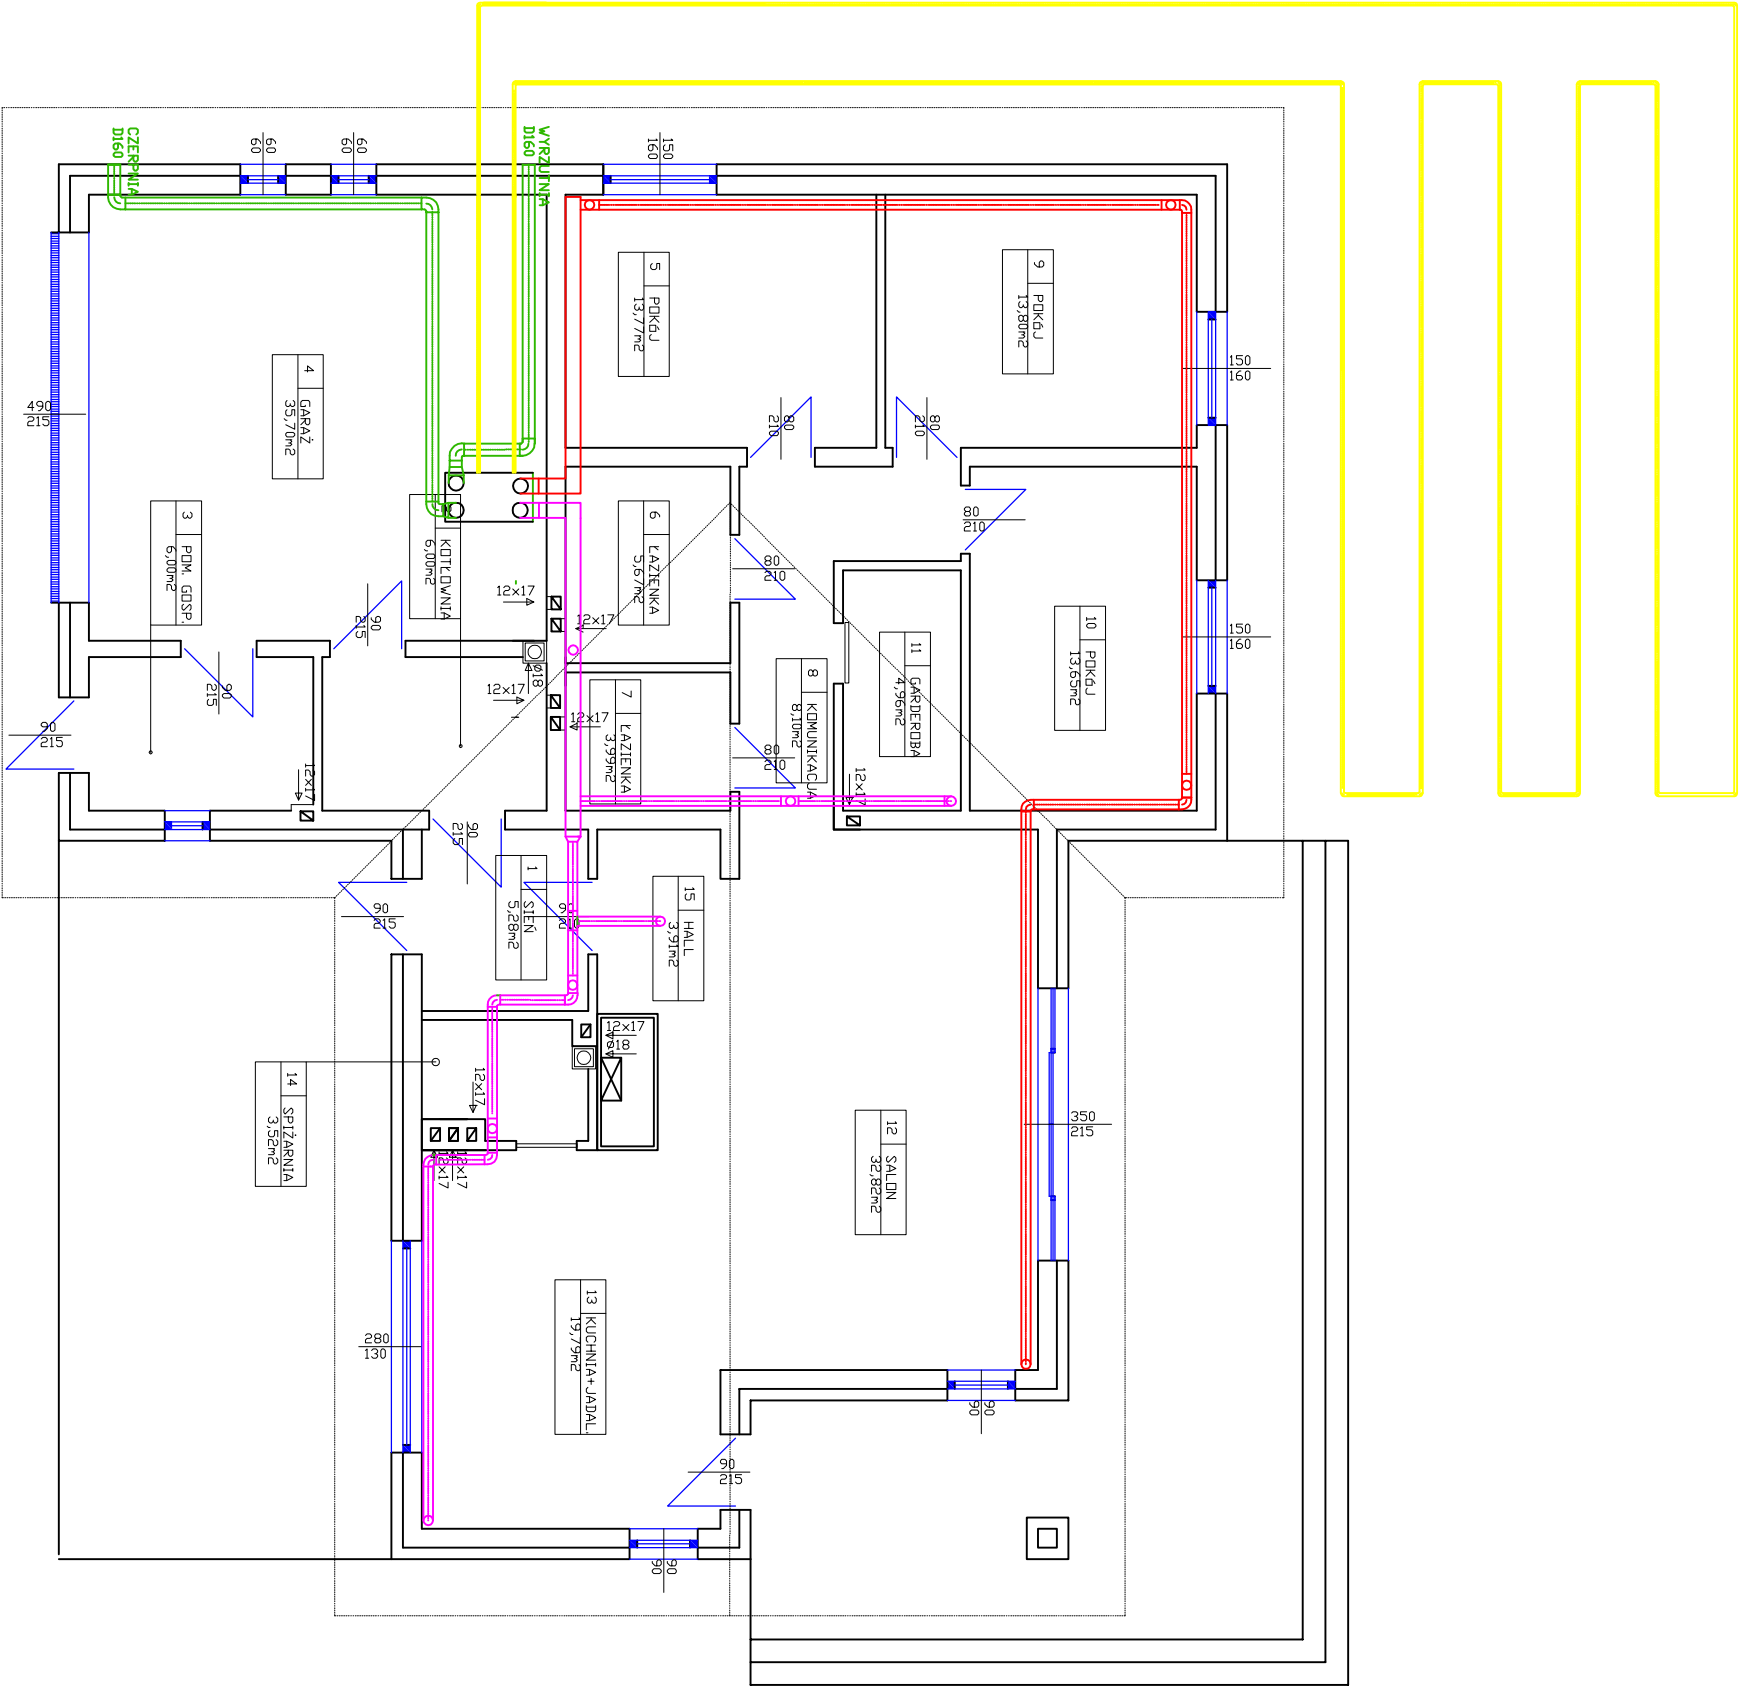 CZERPNIA
D160
WYRZUTNIA
D160
60
60
60
60
150
160
5 POKÓJ
13,77m2
9 POKÓJ
13,80m2
150
160
4 GARAŻ
35,70m2
490
215
80
210
80
210
3 POM. GOSP.
6,00m2
KOTŁOWNIA
6,00m2
6 ŁAZIENKA
5,67m2
80
210
80
210
12x17
12x17
90
215
ø18
10 POKÓJ
13,65m2
150
160
11 GARDEROBA
4,96m2
8 KOMUNIKACJA
8,10m2
7 ŁAZIENKA
3,99m2
12x17
12x17
90
215
90
215
80
210
12x17
12x17
90
215
1 SIEŃ
5,28m2
15 HALL
3,91m2
90
215
90
210
12x17
ø18
12x17
14 SPIŻARNIA
3,52m2
12 SALON
32,82m2
350
215
12x17
12x17
13 KUCHNIA+JADAL.
19,79m2
280
130
90
90
90
215
90
90